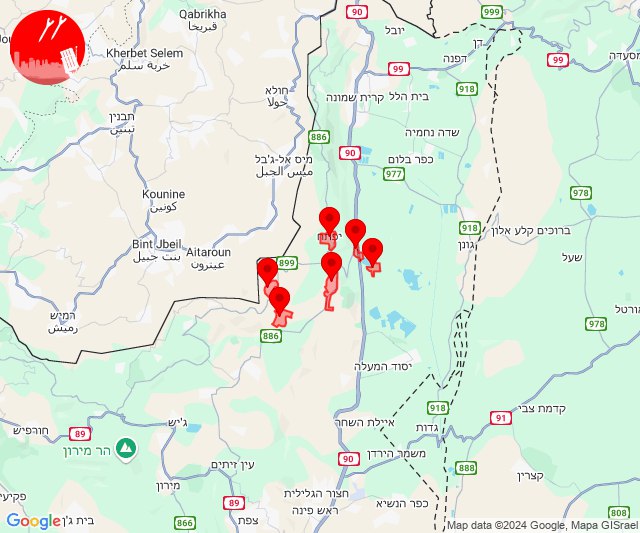 Qabrikha
قبريخا
90
999
יובל
Kherbet Selem
خربة سلم
99
דפנה
דן
99
מסעדה
חולא
حولا
בית הלל
קרית שמונה
918
תבנין
تبنين
886
שדה נחמיה
90
מיס אל-ג'בל
ميس الجبل
כפר בלום
977
Kounine
كونين
978
918
גונן
ברוכים קלע אלון
Bint Jbeil
بنت جبيل
Aitaroun
عيترون
899
שעל
רמיש
رميش
886
978
אורטל
יסוד המעלה
918
קדמת צבי
91
ג'יש
איילת השחר
גדות
חורפיש
89
הר מירון
90
משמר הירדן
888
קצרין
עין זיתים
מירון
89
חצור הגלילית
ראש פינה
כפר הנשיא
פקיעין
בית ג'ן
866
צפת
808
Google
Map data ©2024 Google, Mapa GISrael